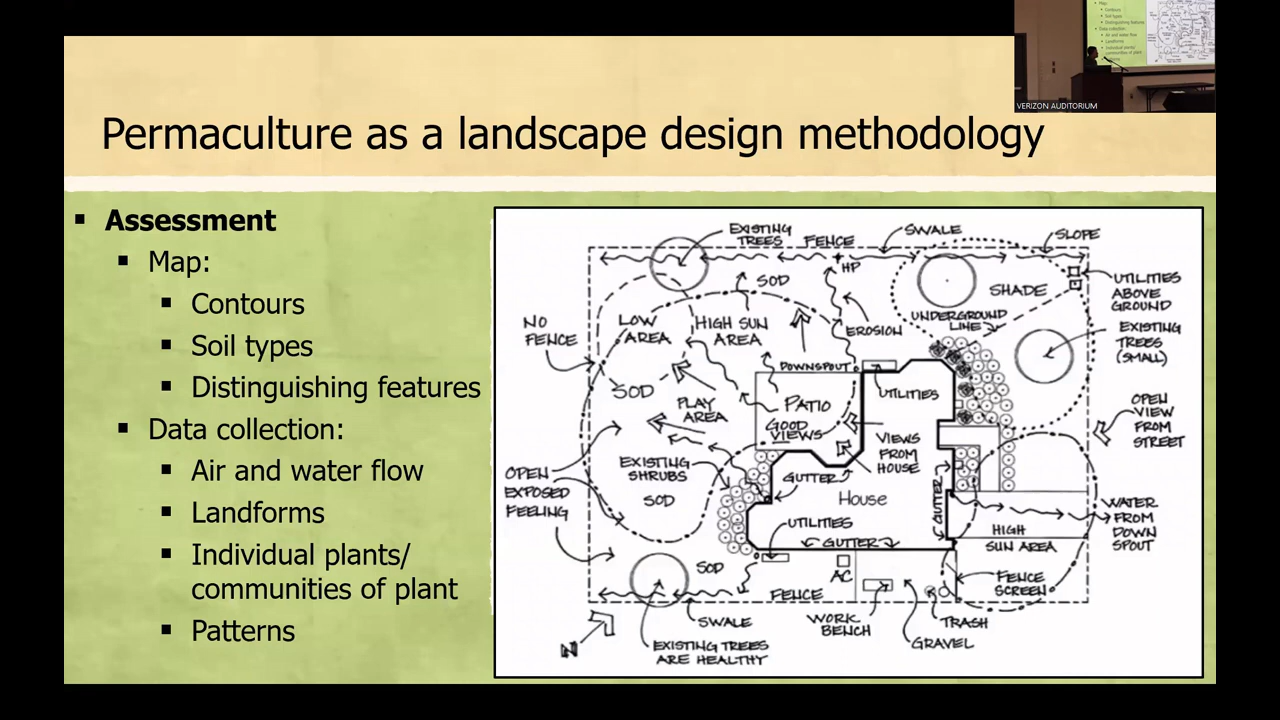 Permaculture as a landscape design methodology
VERIZON AUDITORIUM
Assessment
Map:
Contours
Soil types
Distinguishing features
Data collection:
Air and water flow
Landforms
Individual plants/
communities of plant
Patterns
EXISTING
TREES
FENCE
SWALE
SLOPE
HP
SOD
SHADE
UTILITIES
ABOVE
GROUND
NO
FENCE
LOW
AREA
HIGH SUN
AREA
EROSION
UNDERGROUND
LINE
EXISTING
TREES
(SMALL)
DOWNSPOUT
UTILITIES
SOD
PLAY
AREA
PATIO
GOOD
VIEWS
VIEWS
FROM
HOUSE
OPEN
VIEW
FROM
STREET
OPEN
EXPOSED
FEELING
EXISTING
SHRUBS
SOD
GUTTER
House
GUTTER
UTILITIES
GUTTER
HIGH
SUN AREA
WATER
FROM
DOWN
SPOUT
SOD
AC
FENCE
SCREEN
FENCE
WORK
BENCH
TRASH
GRAVEL
SWALE
N
EXISTING TREES
ARE HEALTHY